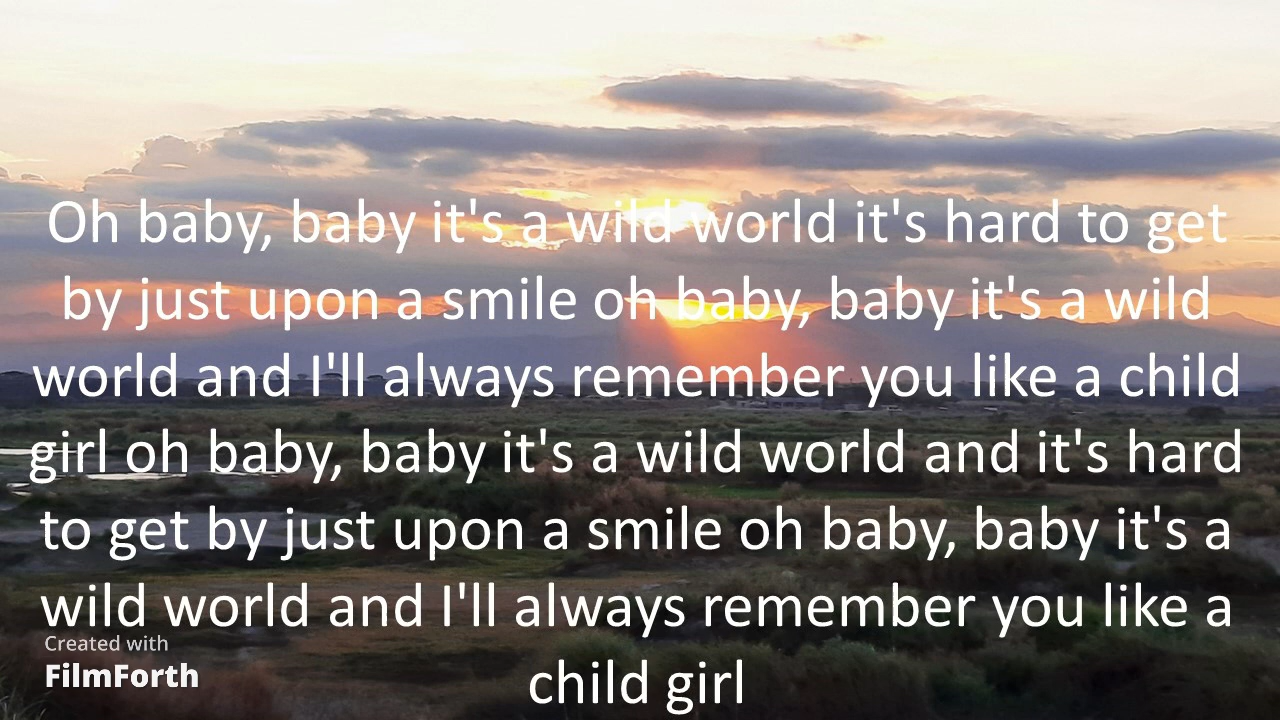 Oh baby, baby it's a wild world it's hard to get
by just upon a smile oh baby, baby it's a wild
world and I'll always remember you like a child
girl oh baby, baby it's a wild world and it's hard
to get by just upon a smile oh baby, baby it's a
wild world and I'll always remember you like a
child girl
Created with
FilmForth